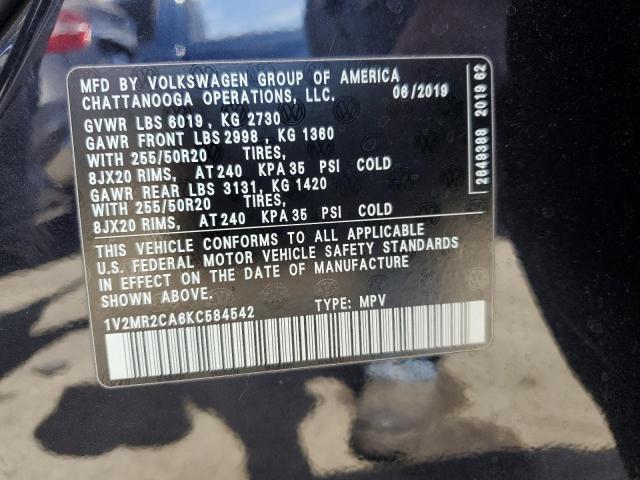 MFD BY VOLKSWAGEN GROUP OF AMERICA
CHATTANOOGA OPERATIONS, LLC. 06/2019
GVWR LBS 6019, KG 2730
GAWR FRONT LBS 2998, KG 1360
WITH 255/50R20 TIRES,
8JX20 RIMS, AT 240 KPA 35 PSI COLD
GAWR REAR LBS 3131, KG 1420
WITH 255/50R20 TIRES,
8JX20 RIMS, AT 240 KPA 35 PSI COLD
THIS VEHICLE CONFORMS TO ALL APPLICABLE
U.S. FEDERAL MOTOR VEHICLE SAFETY STANDARDS
IN EFFECT ON THE DATE OF MANUFACTURE
SHOWN ABOVE.
1V2MR2CA6KC584542 TYPE: MPV
2649388 2019 62